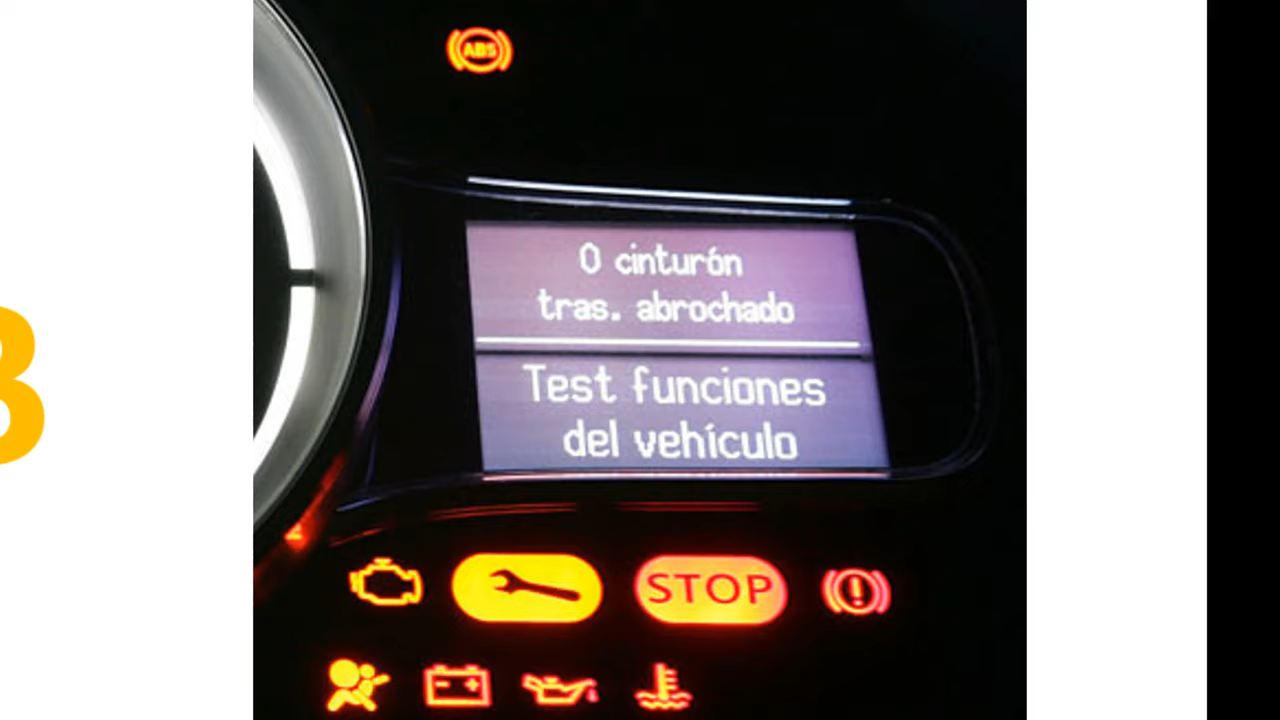 ABS
0 cinturón
tras. abrochado
Test funciones
del vehículo
STOP